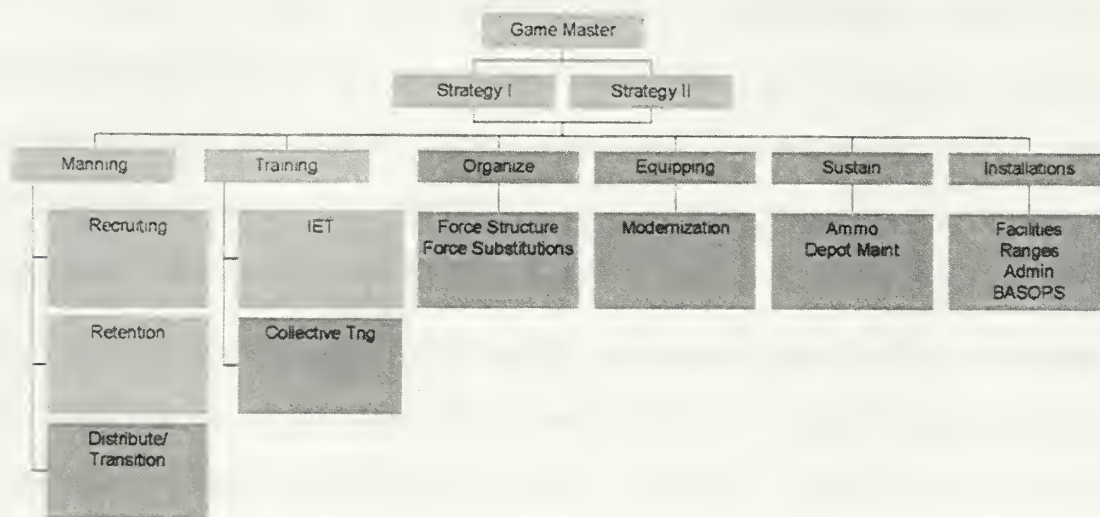 Game Master
Strategy I
Strategy II
Manning
Training
Organize
Equipping
Sustain
Installations
Recruiting
IET
Force Structure
Force Substitutions
Modernization
Ammo
Depot Maint
Facilities
Ranges
Admin
BASOPS
Retention
Collective Tng
Distribute/
Transition